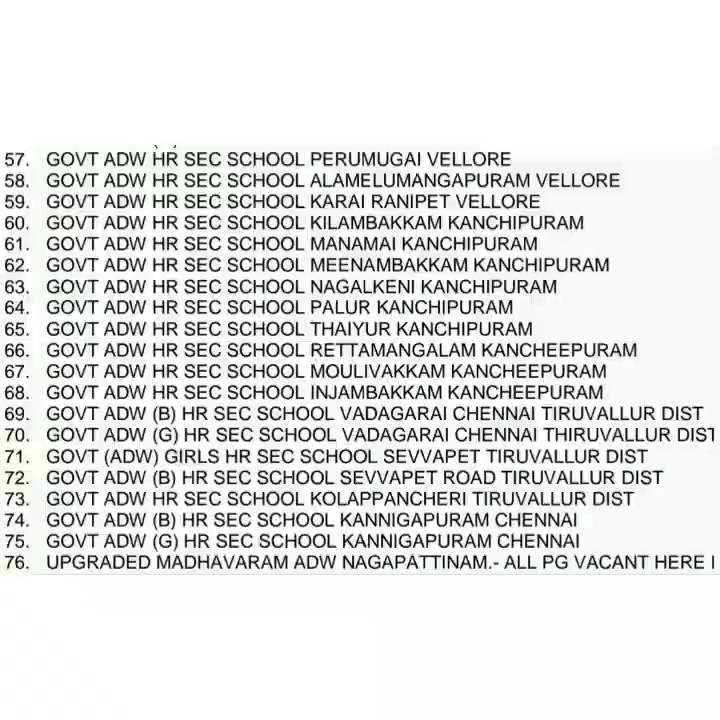 57. GOVT ADW HR SEC SCHOOL PERUMUGAI VELLORE
58. GOVT ADW HR SEC SCHOOL ALAMELUMANGAPURAM VELLORE
59. GOVT ADW HR SEC SCHOOL KARAI RANIPET VELLORE
60. GOVT ADW HR SEC SCHOOL KILAMBAKKAM KANCHIPURAM
61. GOVT ADW HR SEC SCHOOL MANAMAI KANCHIPURAM
62. GOVT ADW HR SEC SCHOOL MEENAMBAKKAM KANCHIPURAM
63. GOVT ADW HR SEC SCHOOL NAGALKENI KANCHIPURAM
64. GOVT ADW HR SEC SCHOOL PALUR KANCHIPURAM
65. GOVT ADW HR SEC SCHOOL THAIYUR KANCHIPURAM
66. GOVT ADW HR SEC SCHOOL RETTAMANGALAM KANCHEEPURAM
67. GOVT ADW HR SEC SCHOOL MOULIVAKKAM KANCHEEPURAM
68. GOVT ADW HR SEC SCHOOL INJAMBAKKAM KANCHEEPURAM
69. GOVT ADW (B) HR SEC SCHOOL VADAGARAI CHENNAI TIRUVALLUR DIST
70. GOVT ADW (G) HR SEC SCHOOL VADAGARAI CHENNAI THIRUVALLUR DIST
71. GOVT (ADW) GIRLS HR SEC SCHOOL SEVVAPET TIRUVALLUR DIST
72. GOVT ADW (B) HR SEC SCHOOL SEVVAPET ROAD TIRUVALLUR DIST
73. GOVT ADW HR SEC SCHOOL KOLAPPANCHERI TIRUVALLUR DIST
74. GOVT ADW (B) HR SEC SCHOOL KANNIGAPURAM CHENNAI
75. GOVT ADW (G) HR SEC SCHOOL KANNIGAPURAM CHENNAI
76. UPGRADED MADHAVARAM ADW NAGAPATTINAM.- ALL PG VACANT HERE